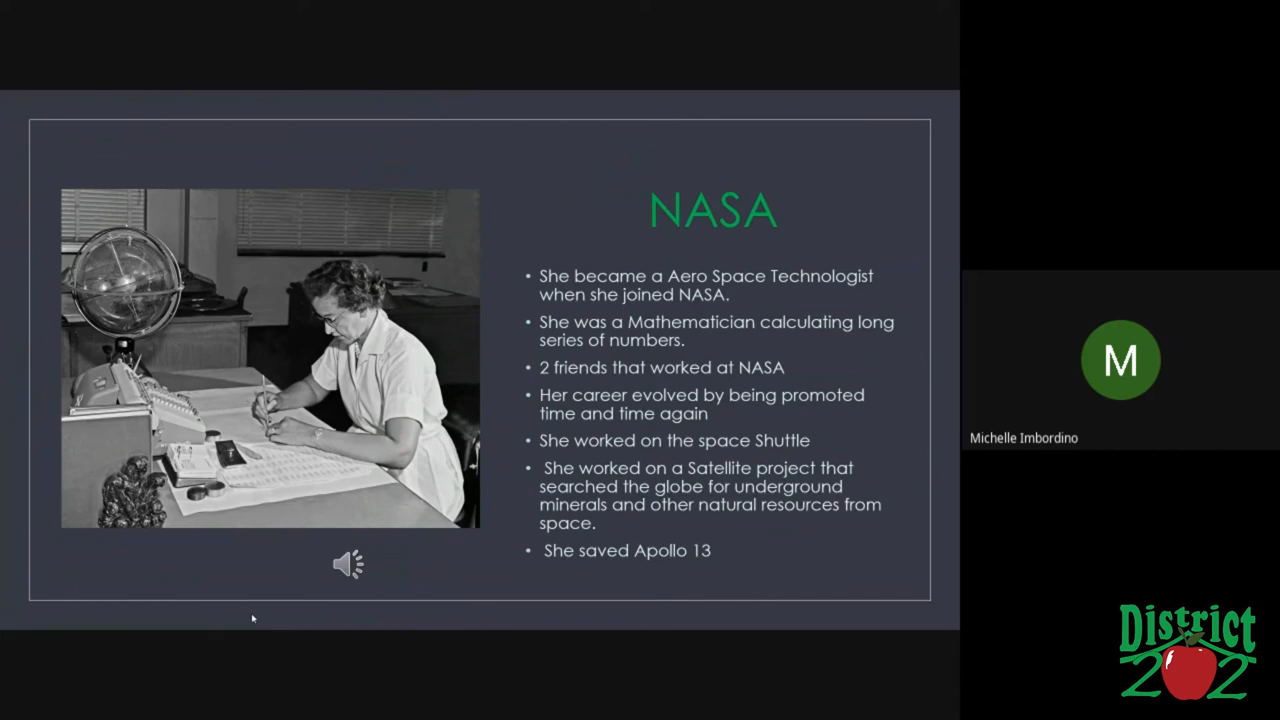 NASA
• She became a Aero Space Technologist
when she joined NASA.
• She was a Mathematician calculating long
series of numbers.
• 2 friends that worked at NASA
• Her career evolved by being promoted
time and time again
• She worked on the space Shuttle
• She worked on a Satellite project that
searched the globe for underground
minerals and other natural resources from
space.
• She saved Apollo 13
M
Michelle Imbordino
District
202